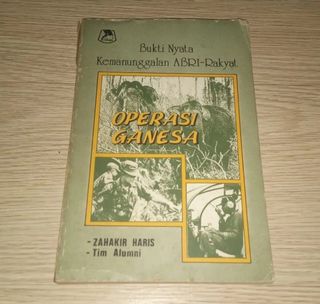 Bukti Nyata
Kemanunggalan ABRI-Rakyat
OPERASI
GANESA
- ZAHAKIR HARIS
- Tim Alumni